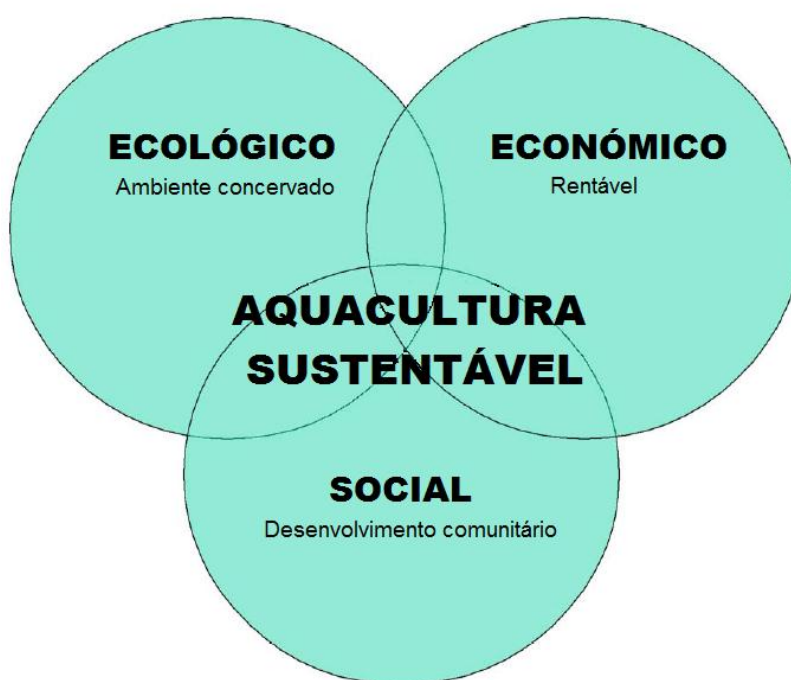 ECOLÓGICO
Ambiente concervado
ECONÓMICO
Rentável
AQUACULTURA
SUSTENTÁVEL
SOCIAL
Desenvolvimento comunitário